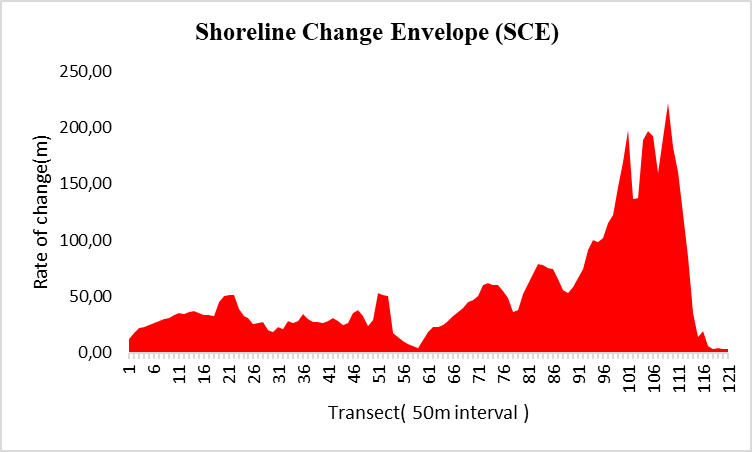 Shoreline Change Envelope (SCE)
250,00
200,00
150,00
100,00
50,00
0,00
Rate of change(m)
1 6 11 16 21 26 31 36 41 46 51 56 61 66 71 76 81 86 91 96 101 106 111 116 121
Transect( 50m interval )